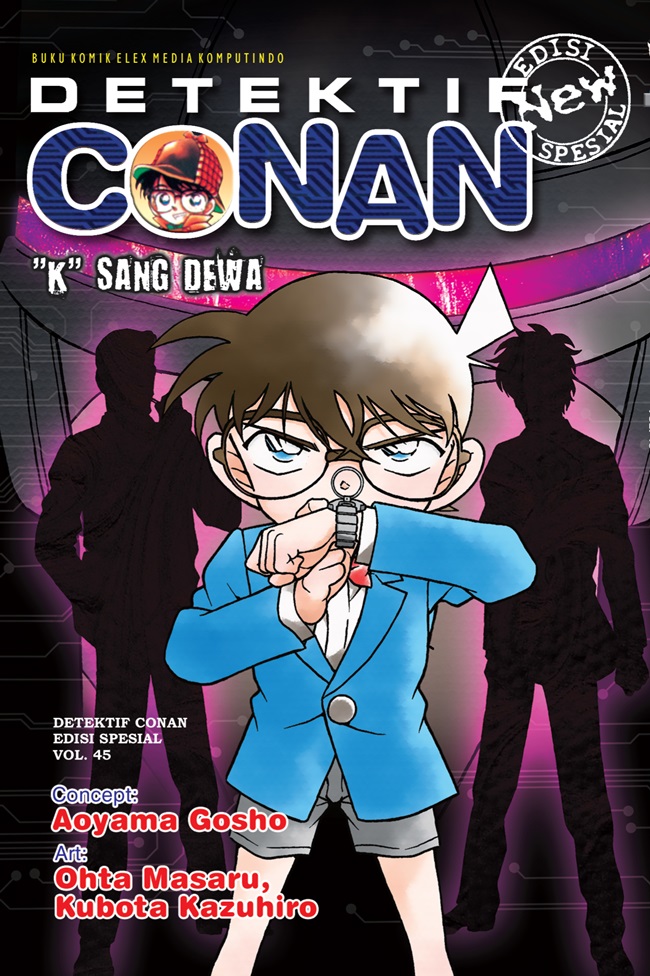 BUKU KOMIK ELEX MEDIA KOMPUTINDO
DETEKTIF
CONAN
EDISI
New
SPESIAL
"K" SANG DEWA
DETEKTIF CONAN
EDISI SPESIAL
VOL. 45
Concept:
Aoyama Gosho
Art:
Ohta Masaru,
Kubota Kazuhiro